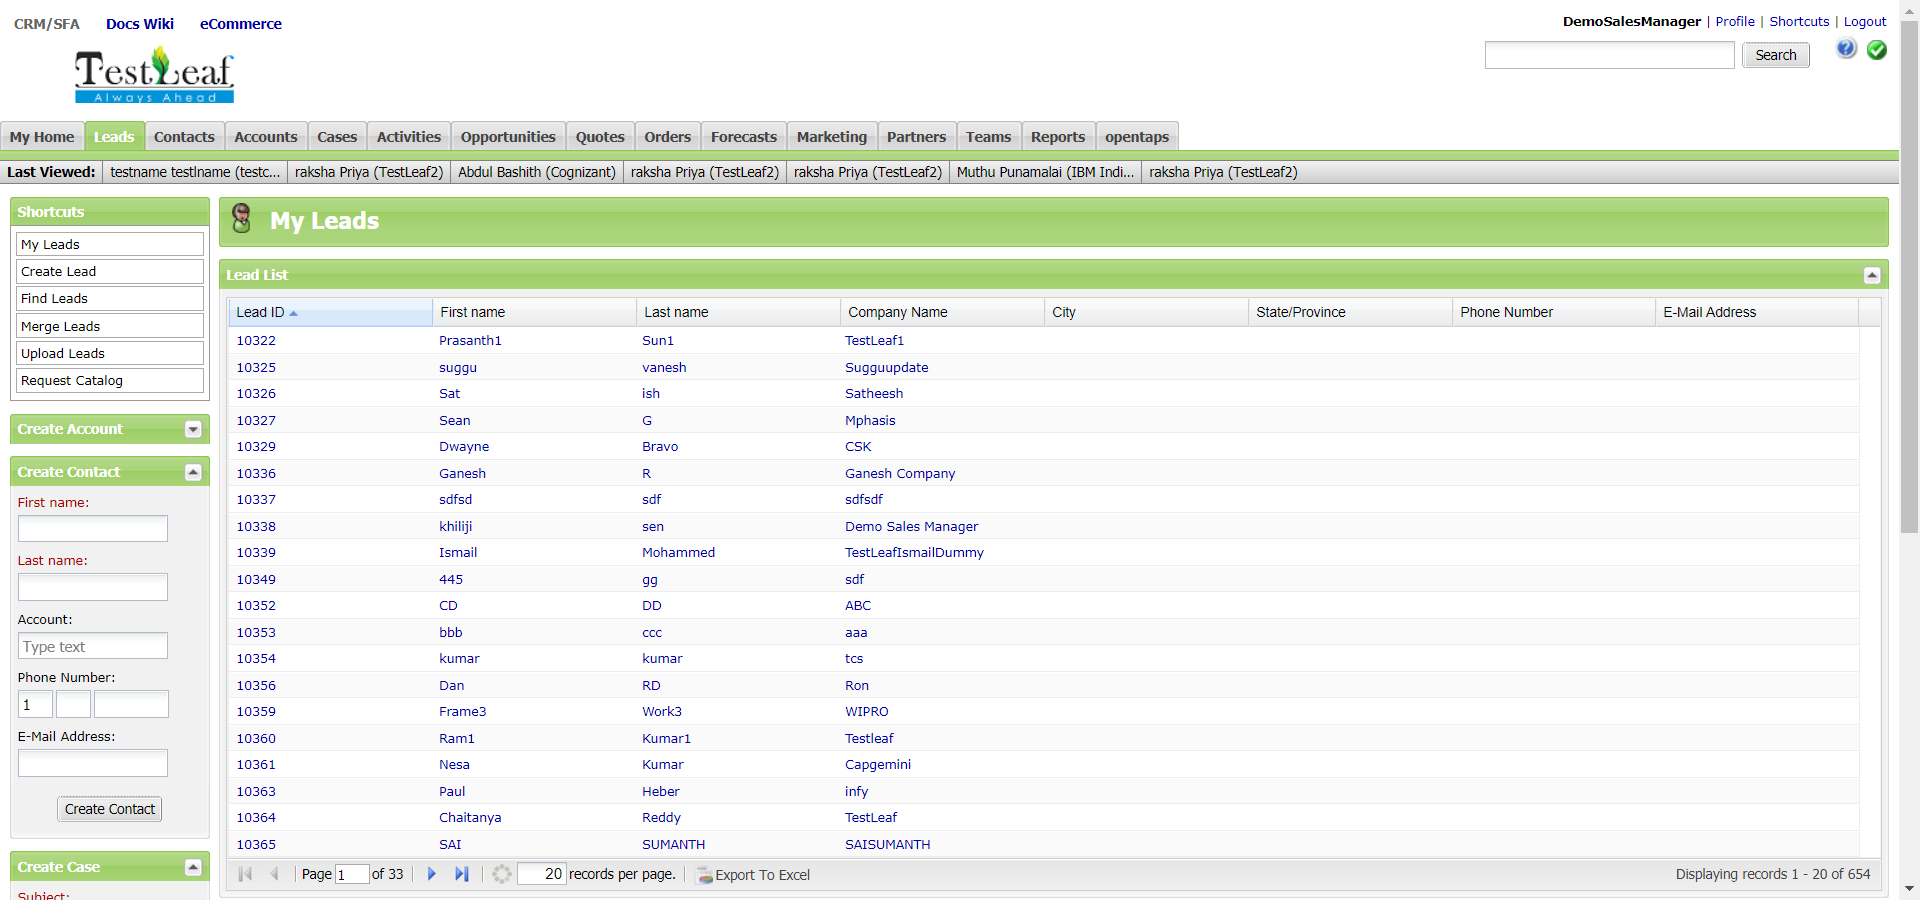 CRM/SFA Docs Wiki eCommerce
DemoSalesManager | Profile | Shortcuts | Logout
Search
TestLeaf
Always Ahead
My Home Leads Contacts Accounts Cases Activities Opportunities Quotes Orders Forecasts Marketing Partners Teams Reports opentaps
Last Viewed: testname testlname (testc... raksha Priya (TestLeaf2) Abdul Bashith (Cognizant) raksha Priya (TestLeaf2) raksha Priya (TestLeaf2) Muthu Punamalai (IBM Indi... raksha Priya (TestLeaf2)
Shortcuts
My Leads
Create Lead
Find Leads
Merge Leads
Upload Leads
Request Catalog
Create Account
Create Contact
First name:
Last name:
Account:
Type text
Phone Number:
1
E-Mail Address:
Create Contact
Create Case
Subject:
My Leads
Lead List
Lead ID First name Last name Company Name City State/Province Phone Number E-Mail Address
10322 Prasanth1 Sun1 TestLeaf1
10325 suggu vanesh Sugguupdate
10326 Sat ish Satheesh
10327 Sean G Mphasis
10329 Dwayne Bravo CSK
10336 Ganesh R Ganesh Company
10337 sdfsd sdf sdfsdf
10338 khiliji sen Demo Sales Manager
10339 Ismail Mohammed TestLeafIsmailDummy
10349 445 gg sdf
10352 CD DD ABC
10353 bbb ccc aaa
10354 kumar kumar tcs
10356 Dan RD Ron
10359 Frame3 Work3 WIPRO
10360 Ram1 Kumar1 Testleaf
10361 Nesa Kumar Capgemini
10363 Paul Heber infy
10364 Chaitanya Reddy TestLeaf
10365 SAI SUMANTH SAISUMANTH
Page 1 of 33 20 records per page. Export To Excel Displaying records 1 - 20 of 654